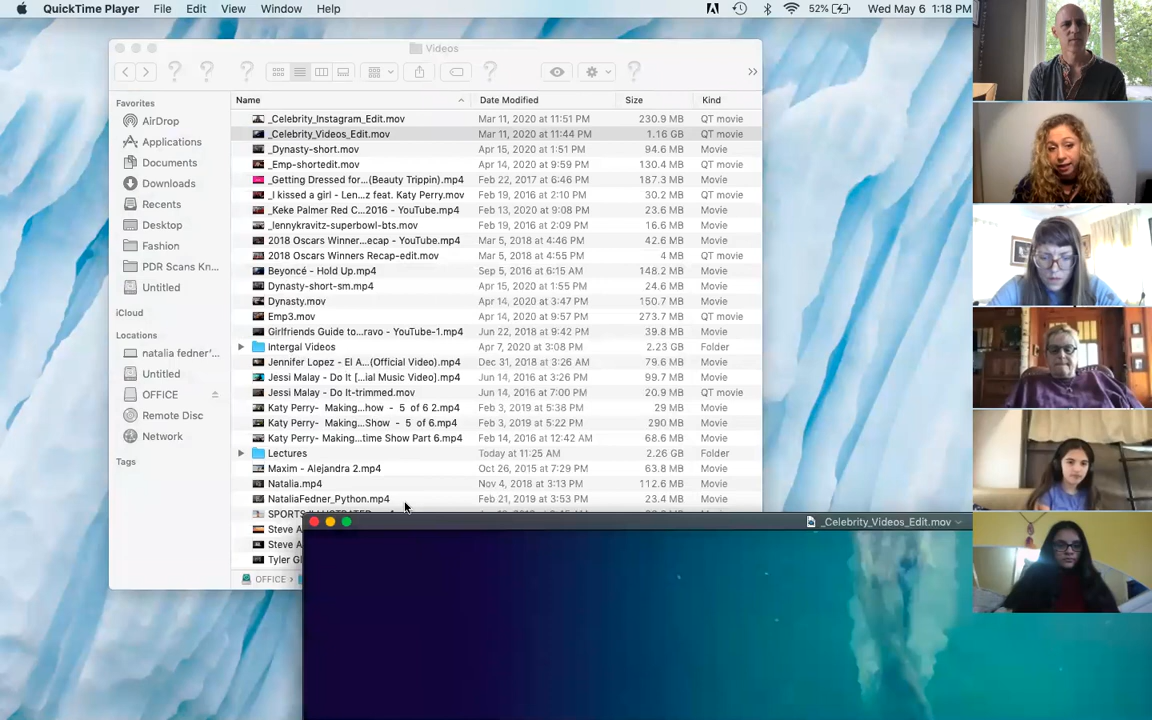 QuickTime Player File Edit View Window Help 52% Wed May 6 1:18 PM
Videos
Favorites
AirDrop
Applications
Documents
Downloads
Recents
Desktop
Fashion
PDR Scans Kn...
Untitled
iCloud
Locations
natalia fedner'...
Untitled
OFFICE
Remote Disc
Network
Tags
Name Date Modified Size Kind
_Celebrity_Instagram_Edit.mov Mar 11, 2020 at 11:51 PM 230.9 MB QT movie
_Celebrity_Videos_Edit.mov Mar 11, 2020 at 11:44 PM 1.16 GB QT movie
_Dynasty-short.mov Apr 15, 2020 at 1:51 PM 94.6 MB QT movie
_Emp-shortedit.mov Apr 14, 2020 at 9:59 PM 130.4 MB QT movie
_Getting Dressed for...(Beauty Trippin).mp4 Feb 22, 2017 at 6:46 PM 187.3 MB Movie
_I kissed a girl - Len...z feat. Katy Perry.mov Feb 19, 2016 at 2:10 PM 30.2 MB QT movie
_Keke Palmer Red C...2016 - YouTube.mp4 Feb 13, 2020 at 9:08 PM 23.6 MB Movie
_lennykravitz-superbowl-bts.mov Feb 19, 2016 at 2:09 PM 16.6 MB QT movie
2018 Oscars Winner...ecap - YouTube.mp4 Mar 5, 2018 at 4:46 PM 42.6 MB Movie
2018 Oscars Winners Recap-edit.mov Mar 5, 2018 at 4:55 PM 4 MB QT movie
Beyoncé - Hold Up.mp4 Sep 5, 2016 at 6:15 AM 148.2 MB Movie
Dynasty-short-sm.mp4 Apr 15, 2020 at 1:55 PM 24.6 MB Movie
Dynasty.mov Apr 14, 2020 at 3:47 PM 150.7 MB QT movie
Emp3.mov Apr 14, 2020 at 9:57 PM 273.7 MB QT movie
Girlfriends Guide to...ravo - YouTube-1.mp4 Jun 22, 2018 at 9:42 PM 39.8 MB Movie
Intergal Videos Apr 7, 2020 at 3:08 PM 2.23 GB Folder
Jennifer Lopez - El A...(Official Video).mp4 Dec 31, 2018 at 3:26 AM 79.6 MB Movie
Jessi Malay - Do It [...ial Music Video].mp4 Jun 14, 2016 at 3:26 PM 99.7 MB Movie
Jessi Malay - Do It-trimmed.mov Jun 14, 2016 at 7:00 PM 20.9 MB QT movie
Katy Perry- Making...how - 5 of 6 2.mp4 Feb 3, 2019 at 5:38 PM 29 MB Movie
Katy Perry- Making...Show - 5 of 6.mp4 Feb 3, 2019 at 5:22 PM 290 MB Movie
Katy Perry- Making...time Show Part 6.mp4 Feb 14, 2016 at 12:42 AM 68.6 MB Movie
Lectures Today at 11:25 AM 2.26 GB Folder
Maxim - Alejandra 2.mp4 Oct 26, 2015 at 7:29 PM 63.8 MB Movie
Natalia.mp4 Nov 4, 2018 at 3:13 PM 112.6 MB Movie
NataliaFedner_Python.mp4 Feb 21, 2019 at 3:53 PM 23.4 MB Movie
SPORTS
Steve A
Steve A
Tyler Gl
OFFICE
_Celebrity_Videos_Edit.mov